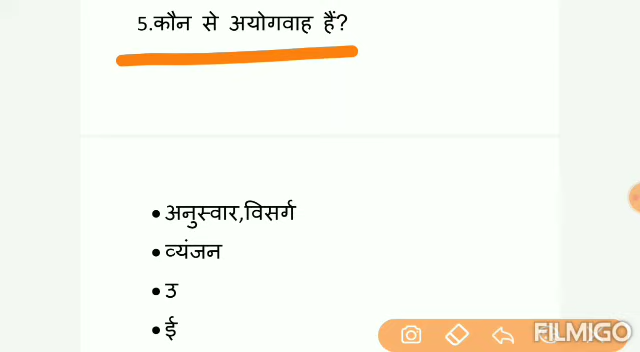 5.कौन से अयोगवाह हैं?
•अनुस्वार,विसर्ग
•व्यंजन
•उ
•ई
FILMIGO